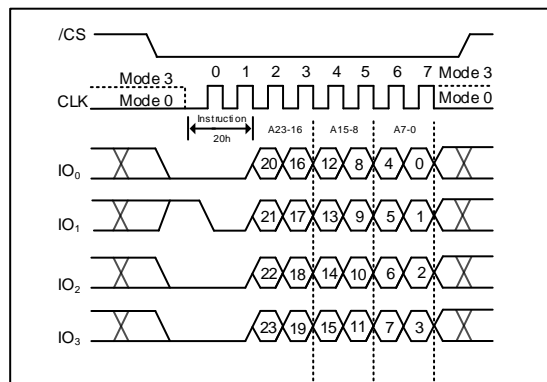 /CS
0 1 2 3 4 5 6 7
Mode 3 Mode 3
CLK Mode 0 Mode 0
Instruction A23-16 A15-8 A7-0
20h
IO0 20 16 12 8 4 0
IO1 21 17 13 9 5 1
IO2 22 18 14 10 6 2
IO3 23 19 15 11 7 3